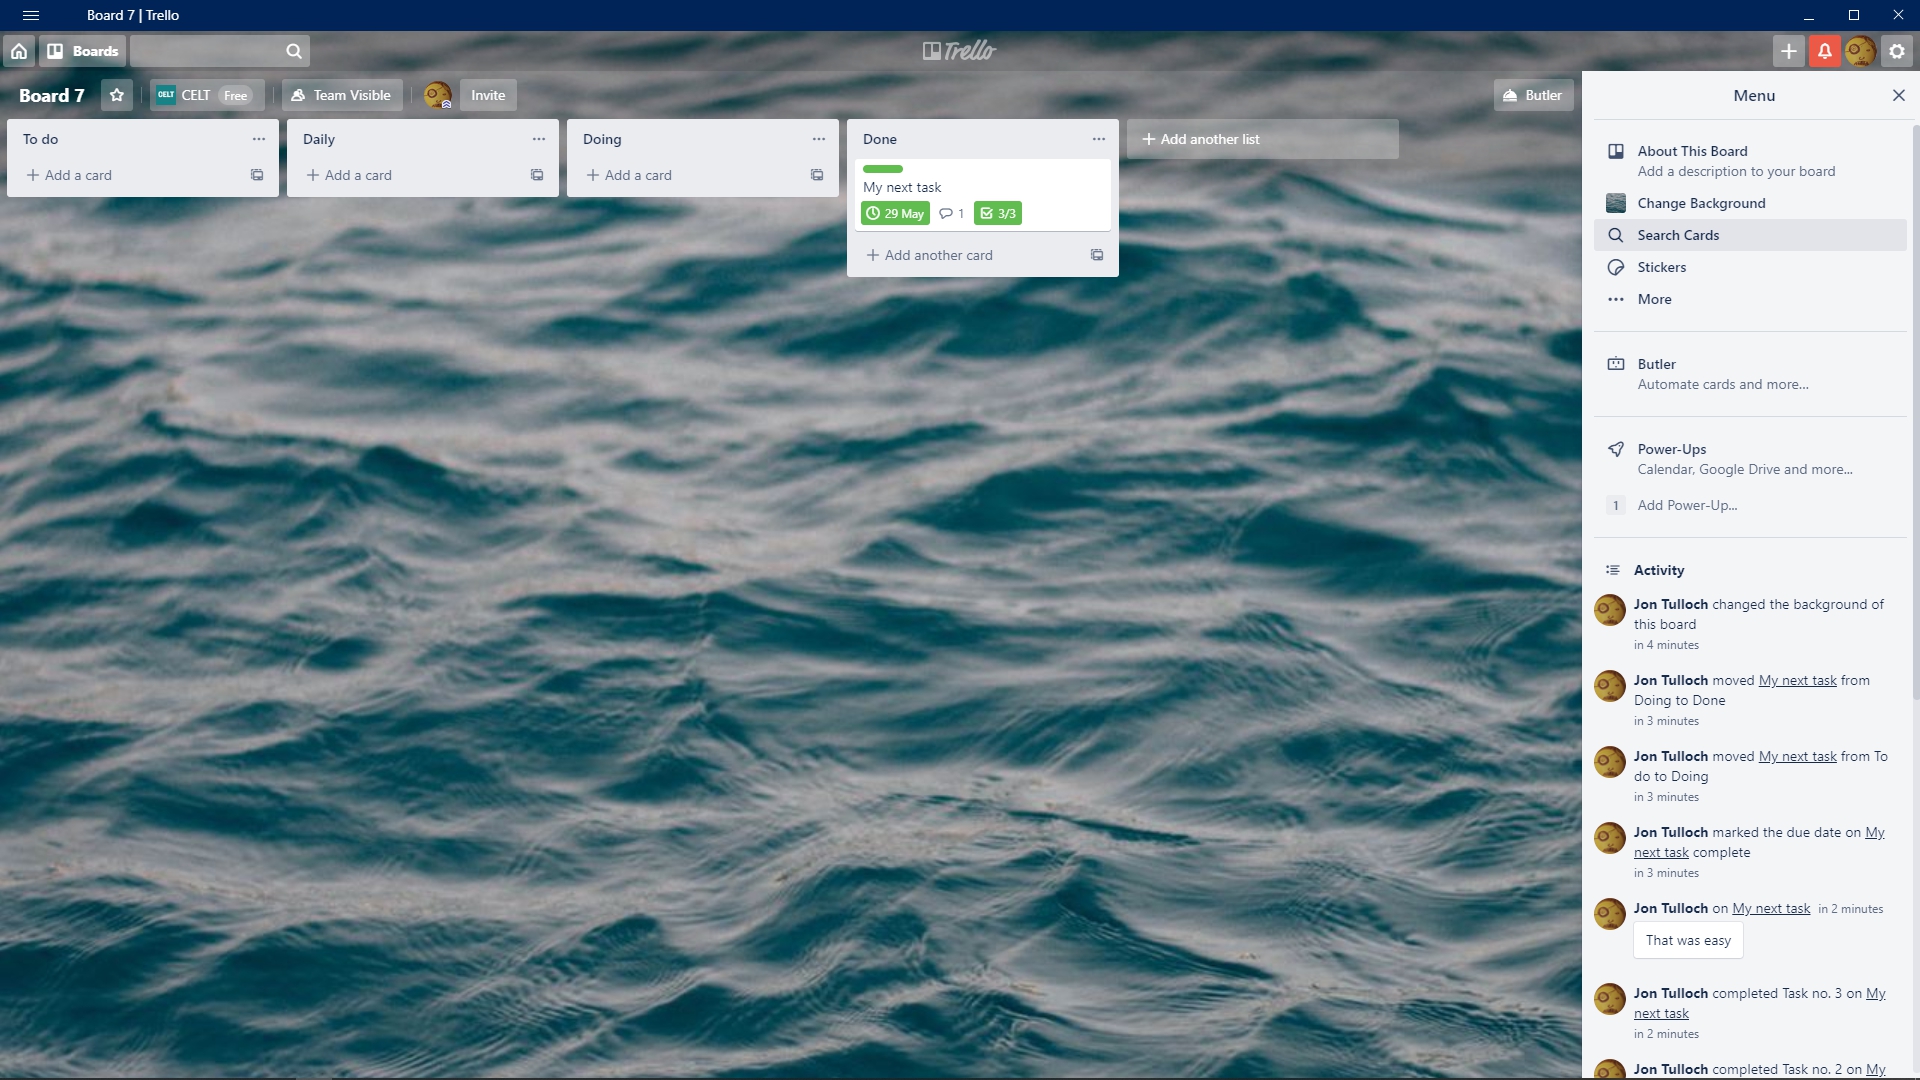 Board 7 | Trello
Boards
Trello
Board 7
CELT CELT Free
Team Visible
Invite
Butler
To do
Add a card
Daily
Add a card
Doing
Add a card
Done
My next task
29 May 1 3/3
Add another card
Add another list
Menu
About This Board
Add a description to your board
Change Background
Search Cards
Stickers
More
Butler
Automate cards and more...
Power-Ups
Calendar, Google Drive and more...
1 Add Power-Up...
Activity
Jon Tulloch changed the background of
this board
in 4 minutes
Jon Tulloch moved My next task from
Doing to Done
in 3 minutes
Jon Tulloch moved My next task from To
do to Doing
in 3 minutes
Jon Tulloch marked the due date on My
next task complete
in 3 minutes
Jon Tulloch on My next task in 2 minutes
That was easy
Jon Tulloch completed Task no. 3 on My
next task
in 2 minutes
Jon Tulloch completed Task no. 2 on My